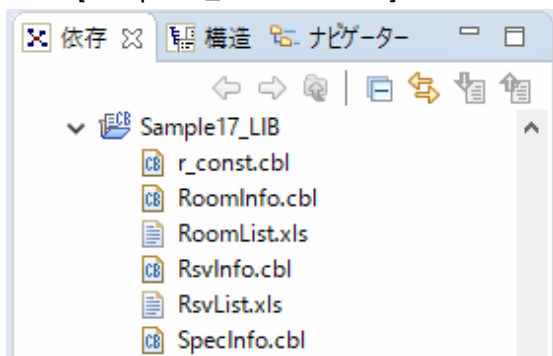 依存 構造 ナビゲーター
Sample17_LIB
r_const.cbl
RoomInfo.cbl
RoomList.xls
RsvInfo.cbl
RsvList.xls
SpecInfo.cbl